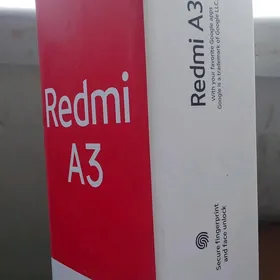 Redmi
A3
Redmi A3
With your favorite Google apps
Google is a trademark of Google LLC.
Secure fingerprint
and face unlock